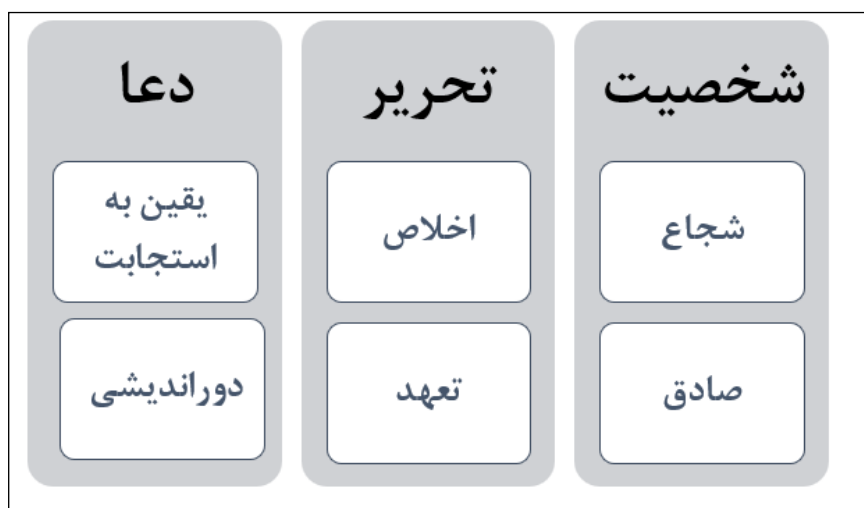 شخصیت
شجاع
صادق
تحریر
اخلاص
تعهد
دعا
یقین به
استجابت
دوراندیشی